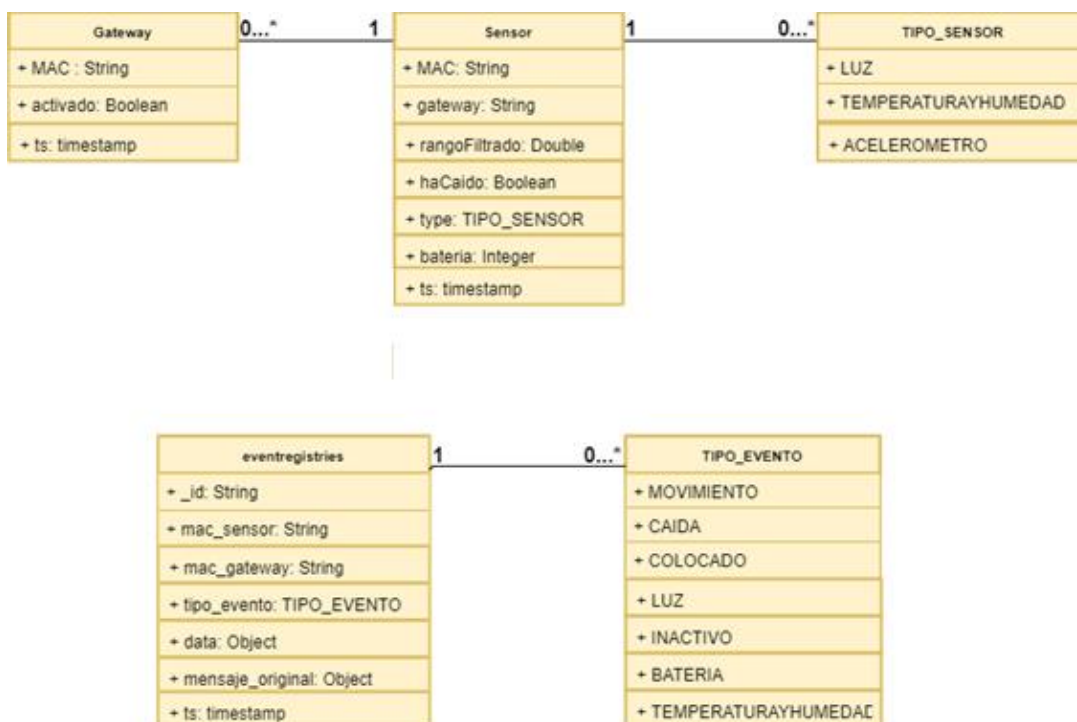 Gateway
+ MAC : String
+ activado: Boolean
+ ts: timestamp
0...*
1
Sensor
+ MAC: String
+ gateway: String
+ rangoFiltrado: Double
+ haCaido: Boolean
+ type: TIPO_SENSOR
+ bateria: Integer
+ ts: timestamp
1
0...*
TIPO_SENSOR
+ LUZ
+ TEMPERATURAYHUMEDAD
+ ACELEROMETRO
eventregistries
+ _id: String
+ mac_sensor: String
+ mac_gateway: String
+ tipo_evento: TIPO_EVENTO
+ data: Object
+ mensaje_original: Object
+ ts: timestamp
1
0...*
TIPO_EVENTO
+ MOVIMIENTO
+ CAIDA
+ COLOCADO
+ LUZ
+ INACTIVO
+ BATERIA
+ TEMPERATURAYHUMEDAD